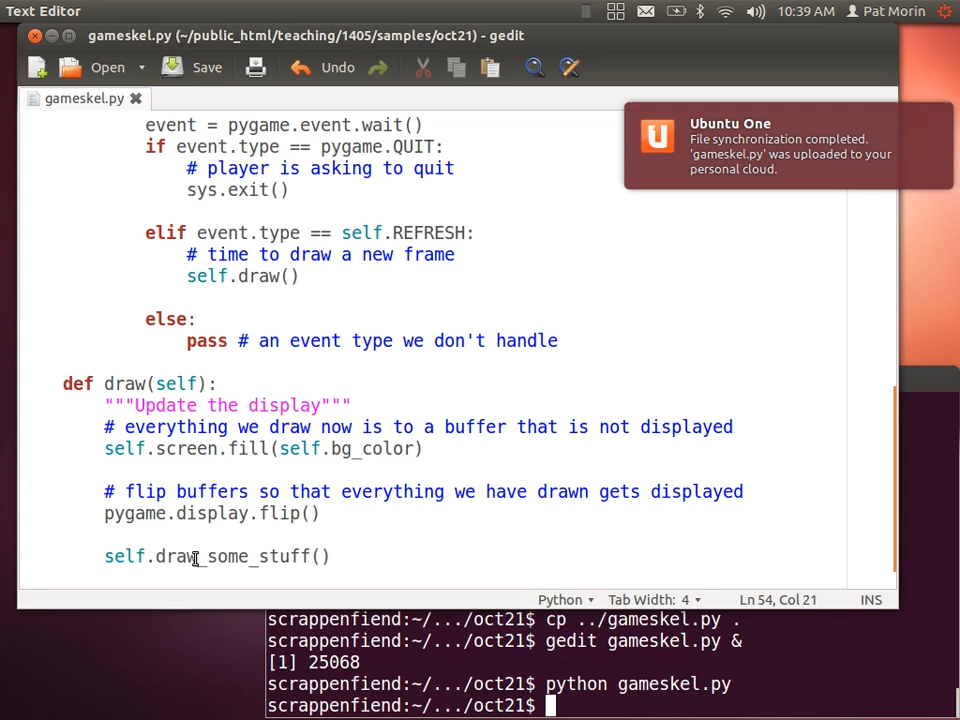 Text Editor
10:39 AM
Pat Morin
gameskel.py (~/public_html/teaching/1405/samples/oct21) - gedit
Open
Save
Undo
gameskel.py
Ubuntu One
File synchronization completed.
'gameskel.py' was uploaded to your
personal cloud.
event = pygame.event.wait()
if event.type == pygame.QUIT:
# player is asking to quit
sys.exit()
elif event.type == self.REFRESH:
# time to draw a new frame
self.draw()
else:
pass # an event type we don't handle
def draw(self):
"""Update the display"""
# everything we draw now is to a buffer that is not displayed
self.screen.fill(self.bg_color)
# flip buffers so that everything we have drawn gets displayed
pygame.display.flip()
self.draw_some_stuff()
Python
Tab Width: 4
Ln 54, Col 21
INS
scrappenfiend:~/.../oct21$ cp ../gameskel.py .
scrappenfiend:~/.../oct21$ gedit gameskel.py &
[1] 25068
scrappenfiend:~/.../oct21$ python gameskel.py
scrappenfiend:~/.../oct21$